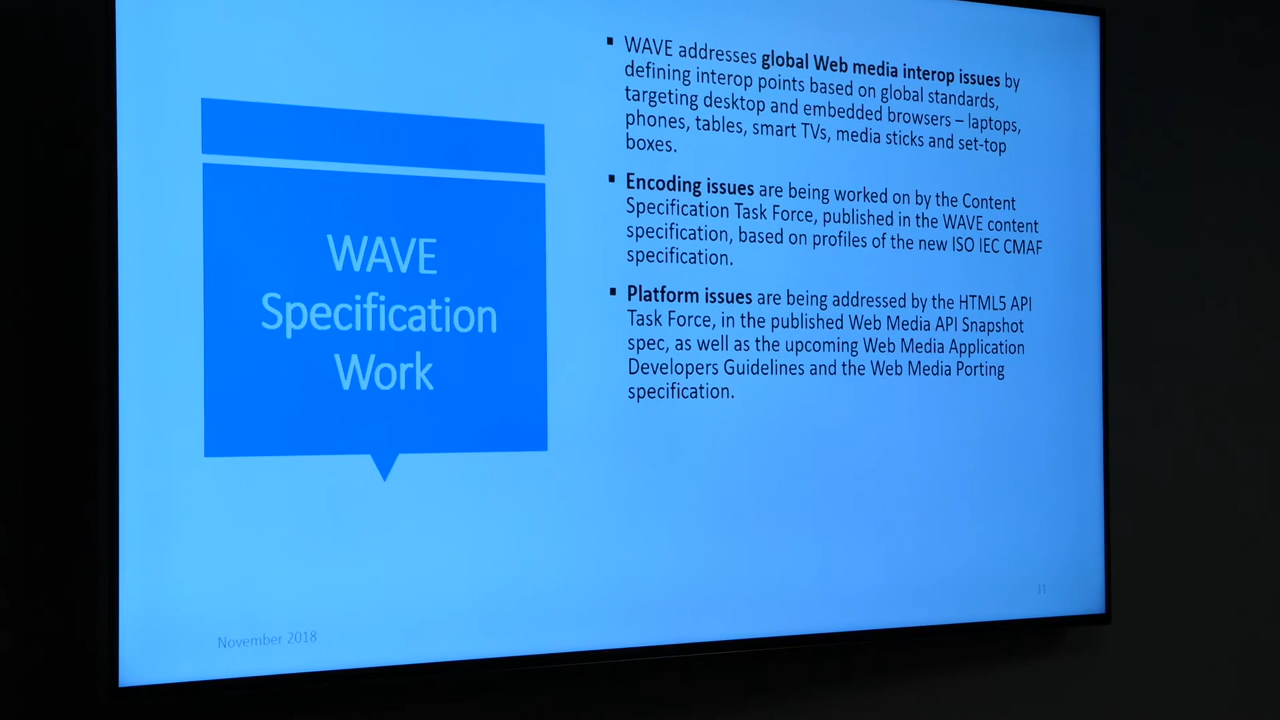 WAVE
Specification
Work
▪ WAVE addresses global Web media interop issues by
defining interop points based on global standards,
targeting desktop and embedded browsers – laptops,
phones, tables, smart TVs, media sticks and set-top
boxes.
▪ Encoding issues are being worked on by the Content
Specification Task Force, published in the WAVE content
specification, based on profiles of the new ISO IEC CMAF
specification.
▪ Platform issues are being addressed by the HTML5 API
Task Force, in the published Web Media API Snapshot
spec, as well as the upcoming Web Media Application
Developers Guidelines and the Web Media Porting
specification.
November 2018